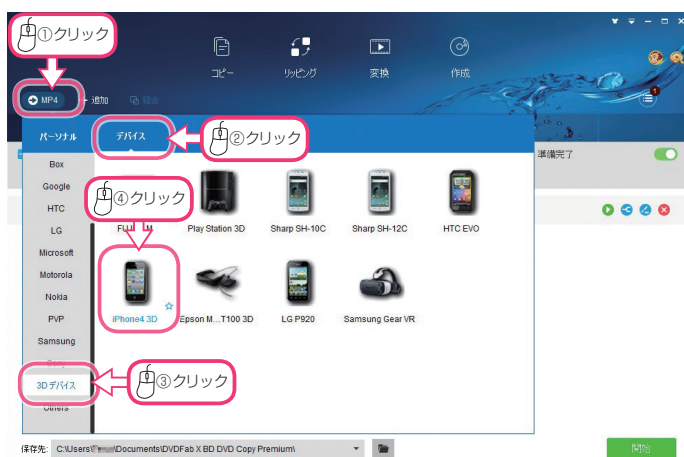 ①クリック
コピー
リッピング
変換
作成
MP4
追加
結合
1
パーソナル
デバイス
②クリック
準備完了
Box
Google
HTC
LG
Microsoft
Motorola
Nokia
PVP
Samsung
3D デバイス
Others
④クリック
Play Station 3D
Sharp SH-10C
Sharp SH-12C
HTC EVO
iPhone4 3D
Epson M...T100 3D
LG P920
Samsung Gear VR
③クリック
保存先: C:\Users\ \Documents\DVDFab X BD DVD Copy Premium\
開始